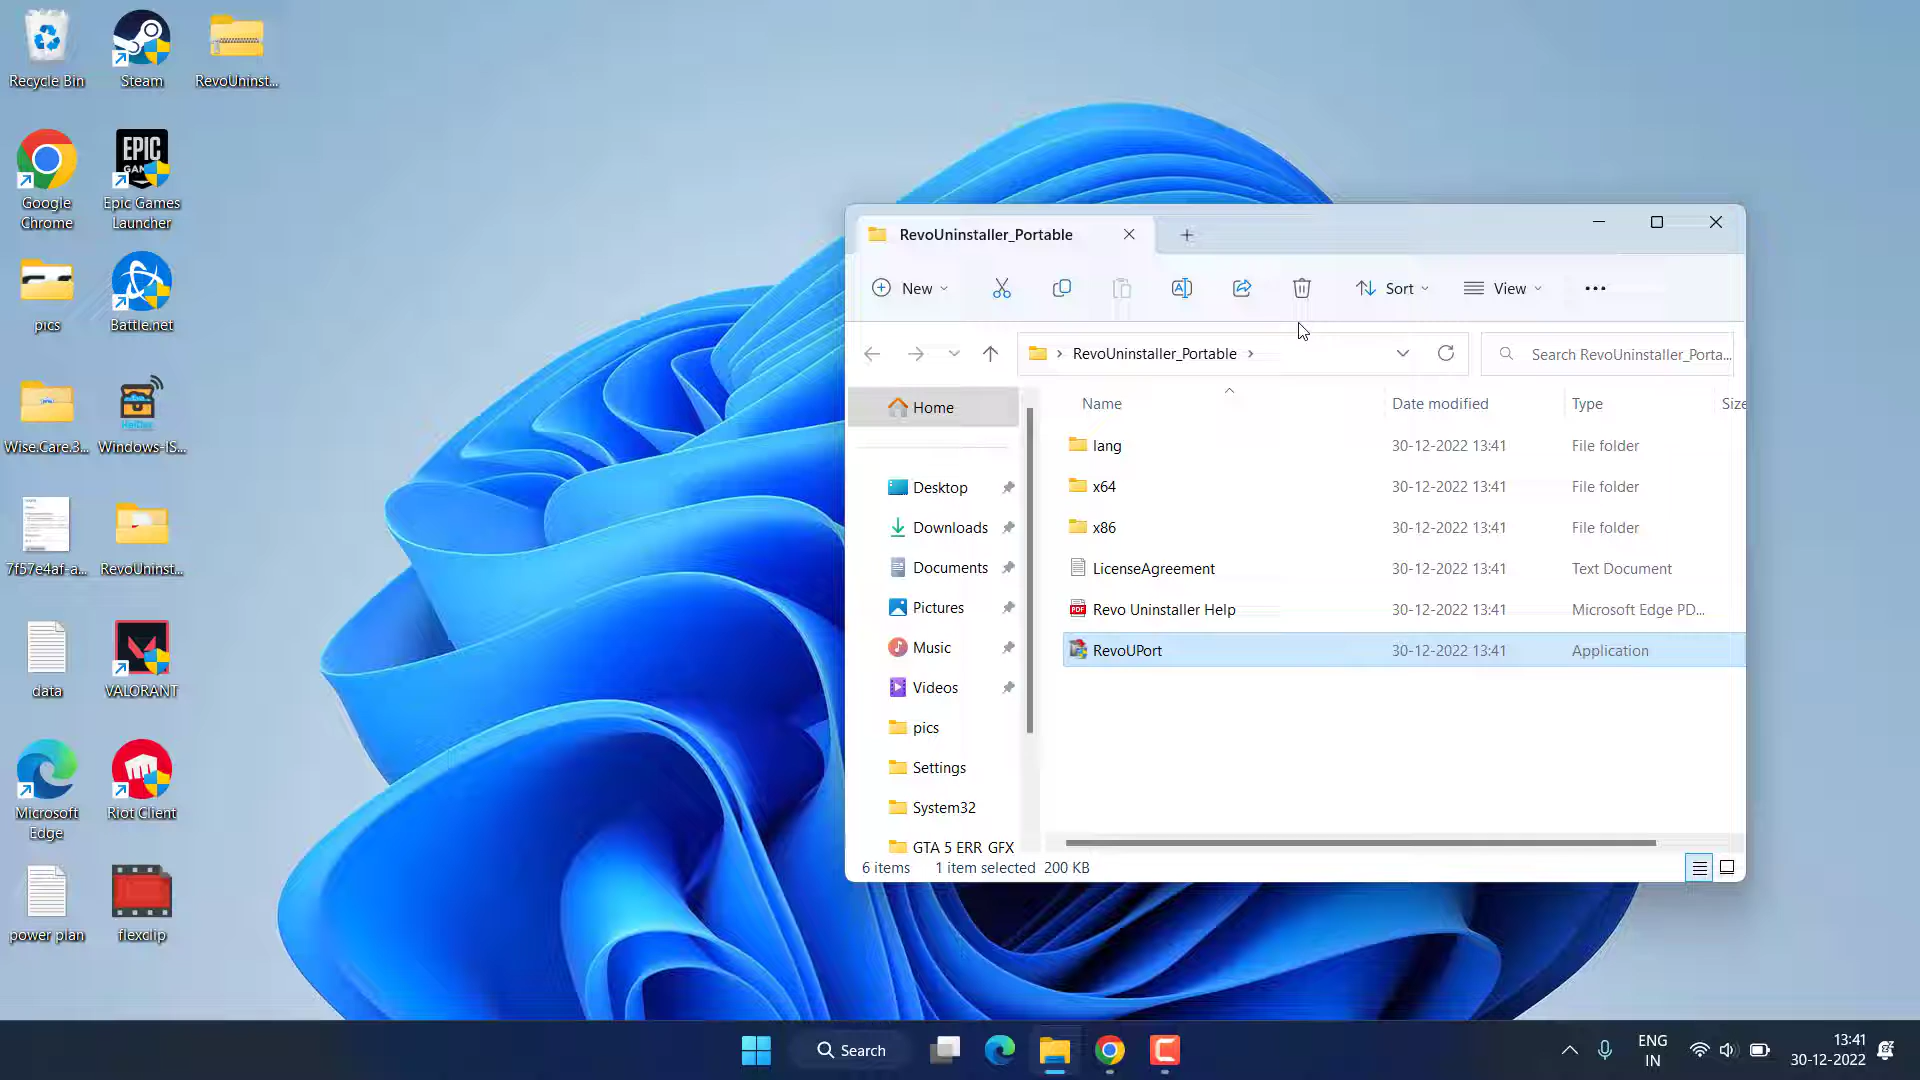 Recycle Bin
Steam
RevoUninst...
Google
Chrome
EPIC
GAMES
Epic Games
Launcher
pics
Battle.net
Wise.Care.3...
Windows-IS...
7f57e4af-a...
RevoUninst...
data
VALORANT
Microsoft
Edge
Riot Client
power plan
flexclip
RevoUninstaller_Portable
New
Sort
View
RevoUninstaller_Portable
Search RevoUninstaller_Porta...
Home
Desktop
Downloads
Documents
Pictures
Music
Videos
pics
Settings
System32
GTA 5 ERR GFX
Name Date modified Type Size
lang 30-12-2022 13:41 File folder
x64 30-12-2022 13:41 File folder
x86 30-12-2022 13:41 File folder
LicenseAgreement 30-12-2022 13:41 Text Document
PDF
Revo Uninstaller Help 30-12-2022 13:41 Microsoft Edge PD...
RevoUPort 30-12-2022 13:41 Application
6 items 1 item selected 200 KB
Search
ENG
IN
13:41
30-12-2022